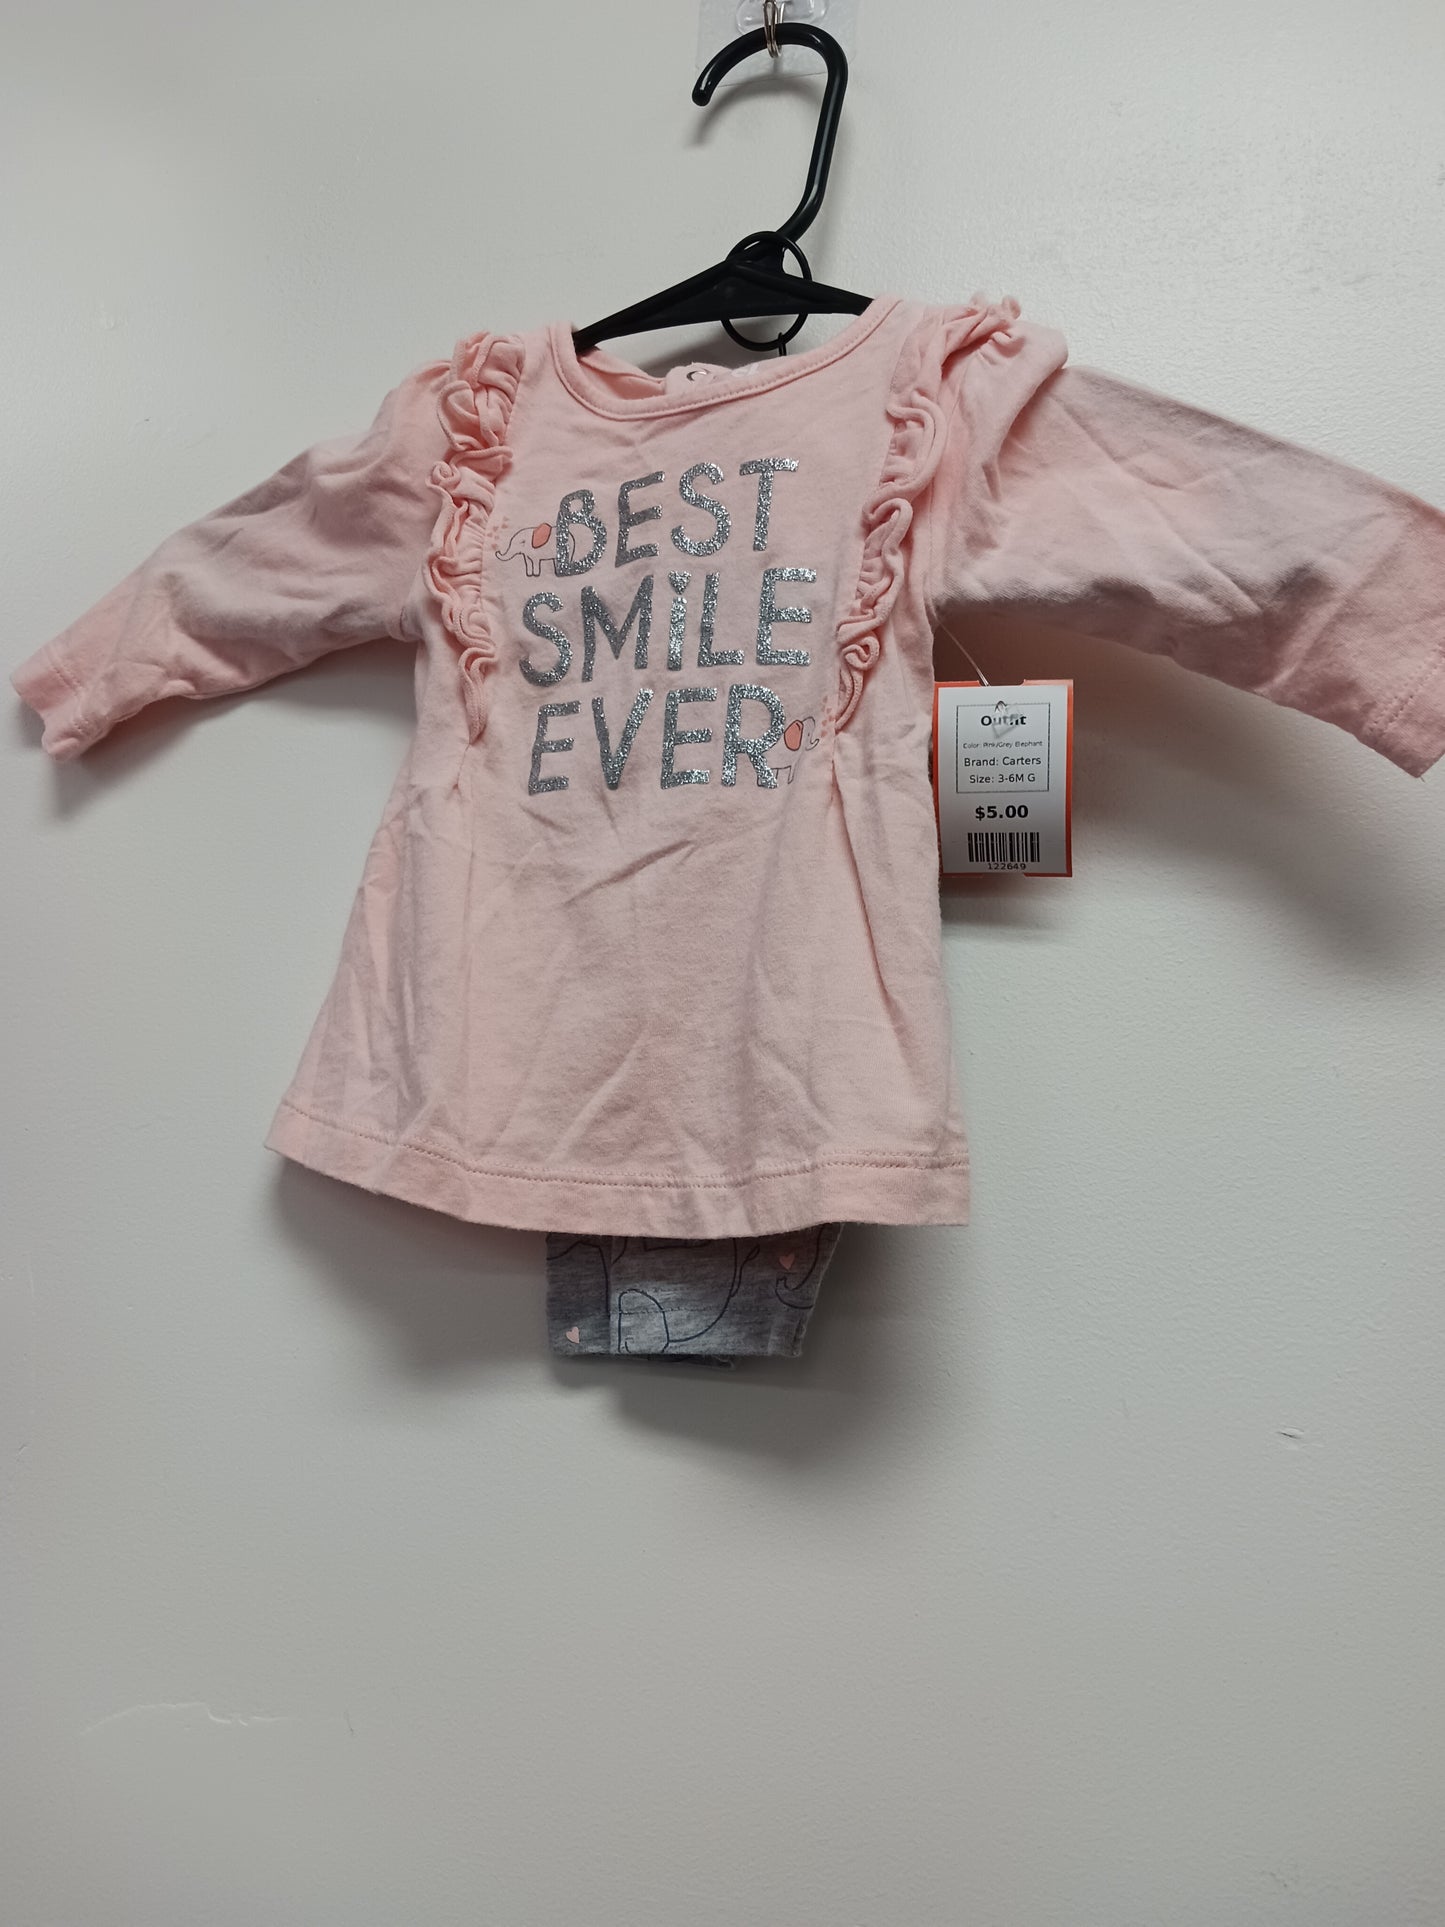 BEST
SMiLE
EVER
Outfit
Color: Pink/Grey Elephant
Brand: Carters
Size: 3-6M G
$5.00
122649